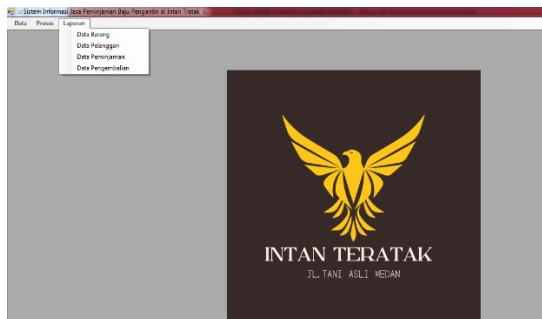 .:: Sistem Informasi Jasa Peminjaman Baju Pengantin di Intan Tratak ::.
Data Proses Laporan
Data Barang
Data Pelanggan
Data Peminjaman
Data Pengembalian
INTAN TERATAK
JL. TANI ASLI MEDAN